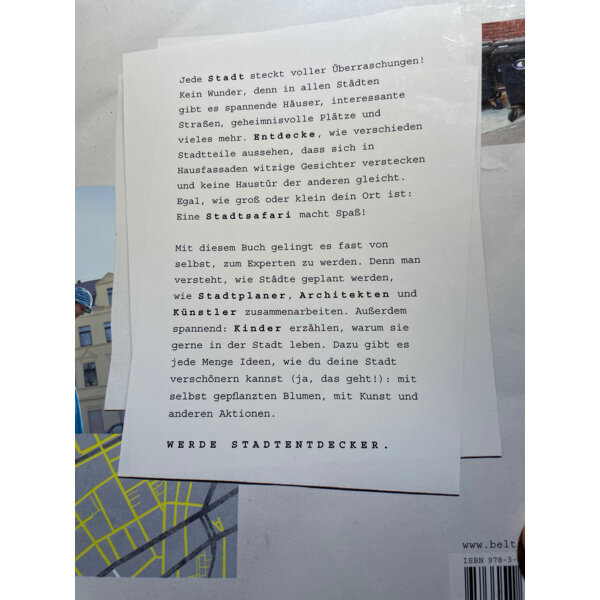 Jede Stadt steckt voller Überraschungen!
Kein Wunder, denn in allen Städten
gibt es spannende Häuser, interessante
Straßen, geheimnisvolle Plätze und
vieles mehr. Entdecke, wie verschieden
Stadtteile aussehen, dass sich in
Hausfassaden witzige Gesichter verstecken
und keine Haustür der anderen gleicht.
Egal, wie groß oder klein dein Ort ist:
Eine Stadtsafari macht Spaß!
Mit diesem Buch gelingt es fast von
selbst, zum Experten zu werden. Denn man
versteht, wie Städte geplant werden,
wie Stadtplaner, Architekten und
Künstler zusammenarbeiten. Außerdem
spannend: Kinder erzählen, warum sie
gerne in der Stadt leben. Dazu gibt es
jede Menge Ideen, wie du deine Stadt
verschönern kannst (ja, das geht!): mit
selbst gepflanzten Blumen, mit Kunst und
anderen Aktionen.
WERDE STADTENTDECKER.
www.belt
ISBN 978-3-